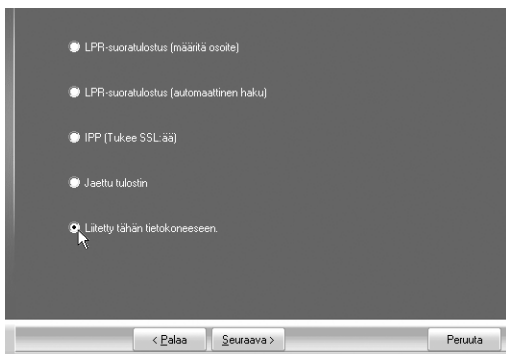 LPR-suoratulostus (määritä osoite)
LPR-suoratulostus (automaattinen haku)
IPP (Tukee SSL:ää)
Jaettu tulostin
Liitetty tähän tietokoneeseen.
< Palaa Seuraava > Peruuta